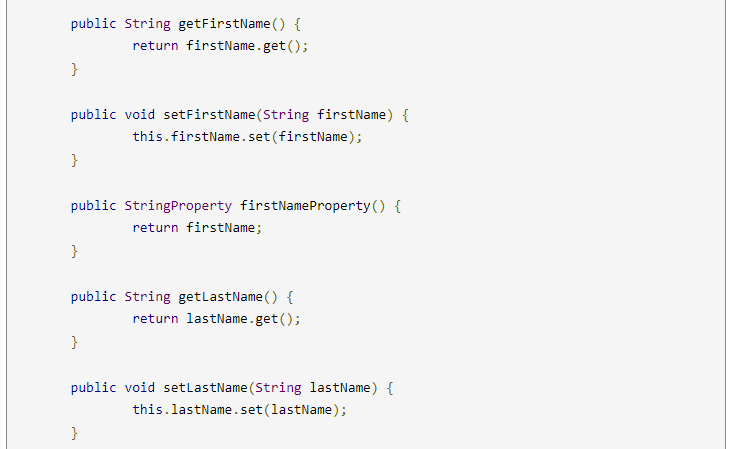 public String getFirstName() {
return firstName.get();
}
public void setFirstName(String firstName) {
this.firstName.set(firstName);
}
public StringProperty firstNameProperty() {
return firstName;
}
public String getLastName() {
return lastName.get();
}
public void setLastName(String lastName) {
this.lastName.set(lastName);
}